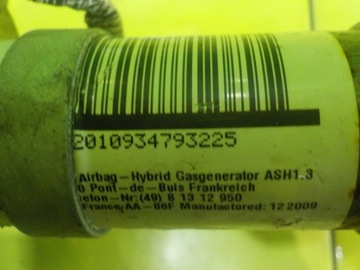 2010934793225
Airbag-Hybrid Gasgenerator ASH1.3
0 Pont-de-Buis Frankreich
efon-Nr:(49) 8 13 12 950
France AA-86F Manufactured: 12 2009